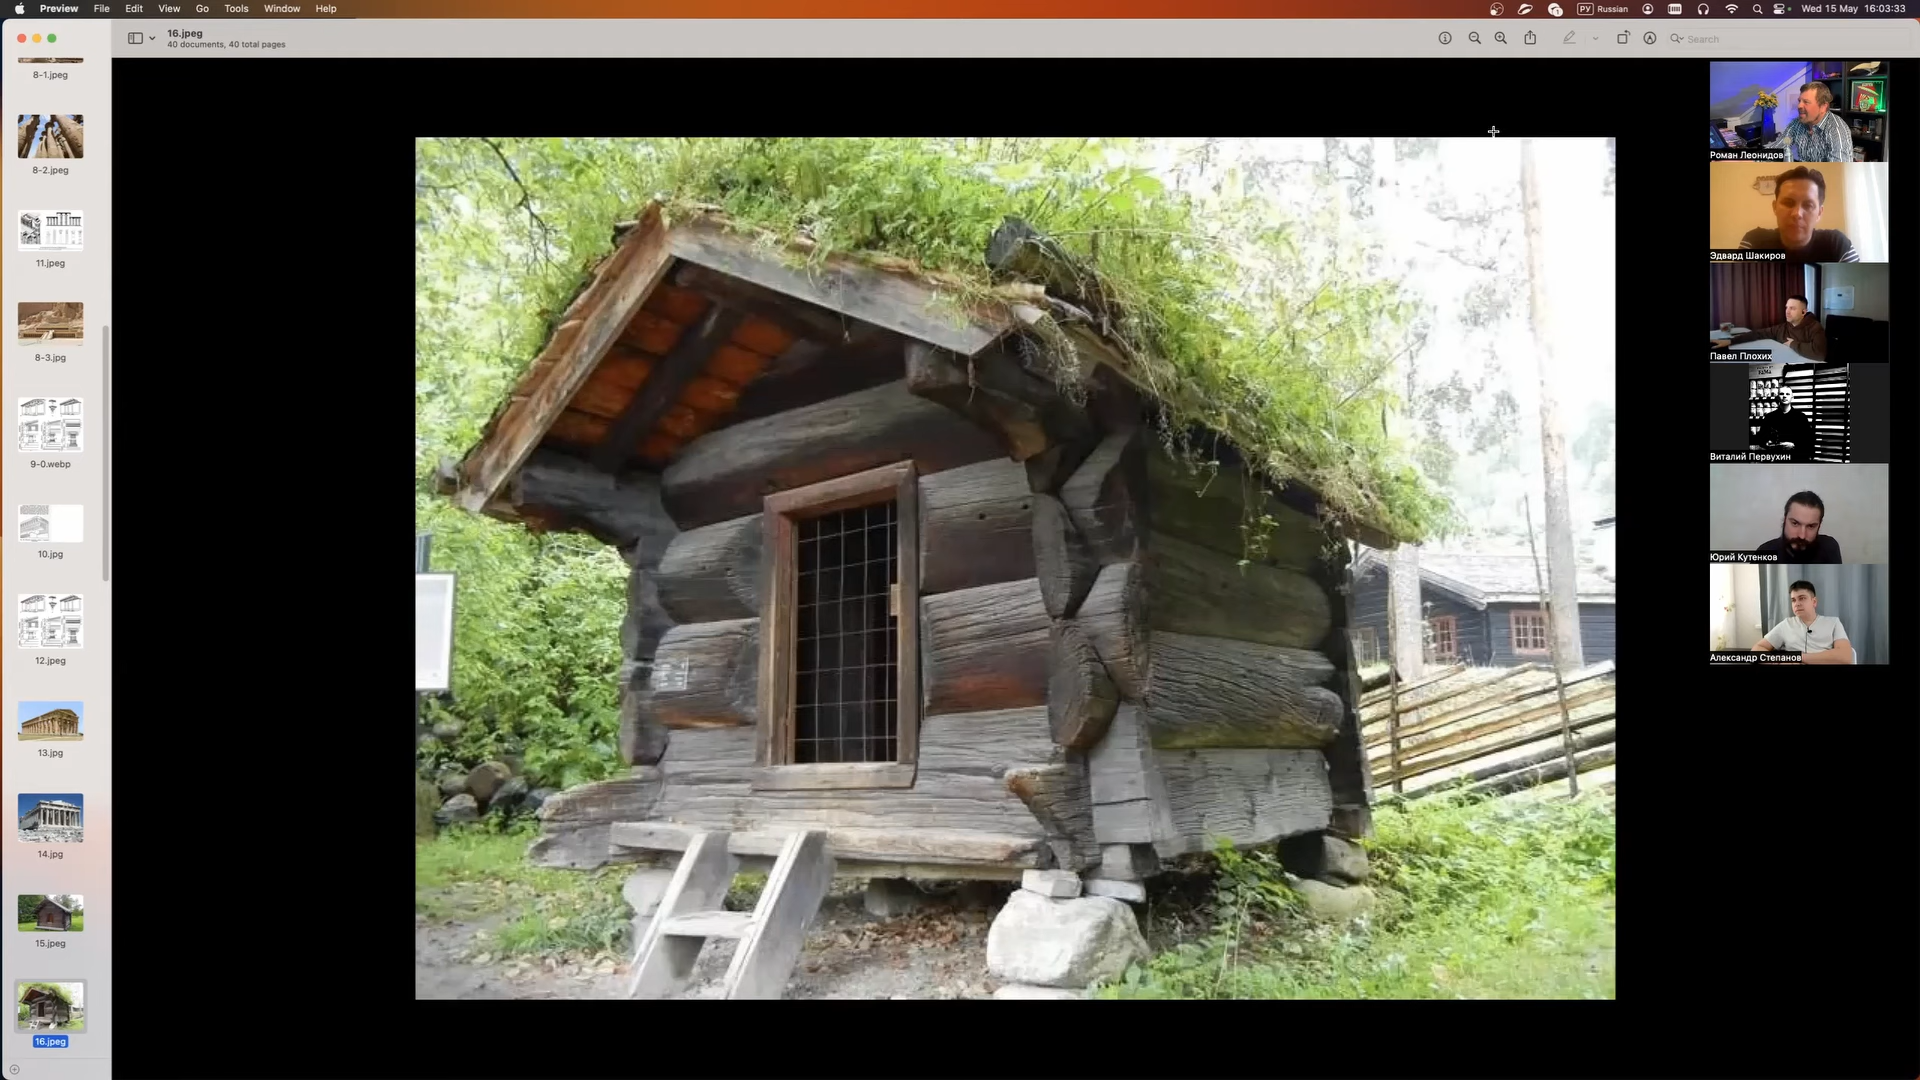 Preview File Edit View Go Tools Window Help
РУ Russian Wed 15 May 16:03:33
16.jpeg
40 documents, 40 total pages
Search
8-1.jpeg
8-2.jpeg
11.jpeg
8-3.jpg
9-0.webp
10.jpg
12.jpeg
13.jpg
14.jpg
15.jpeg
16.jpeg
Роман Леонидов
Эдвард Шакиров
Павел Плохих
Виталий Первухин
Юрий Кутенков
Александр Степанов